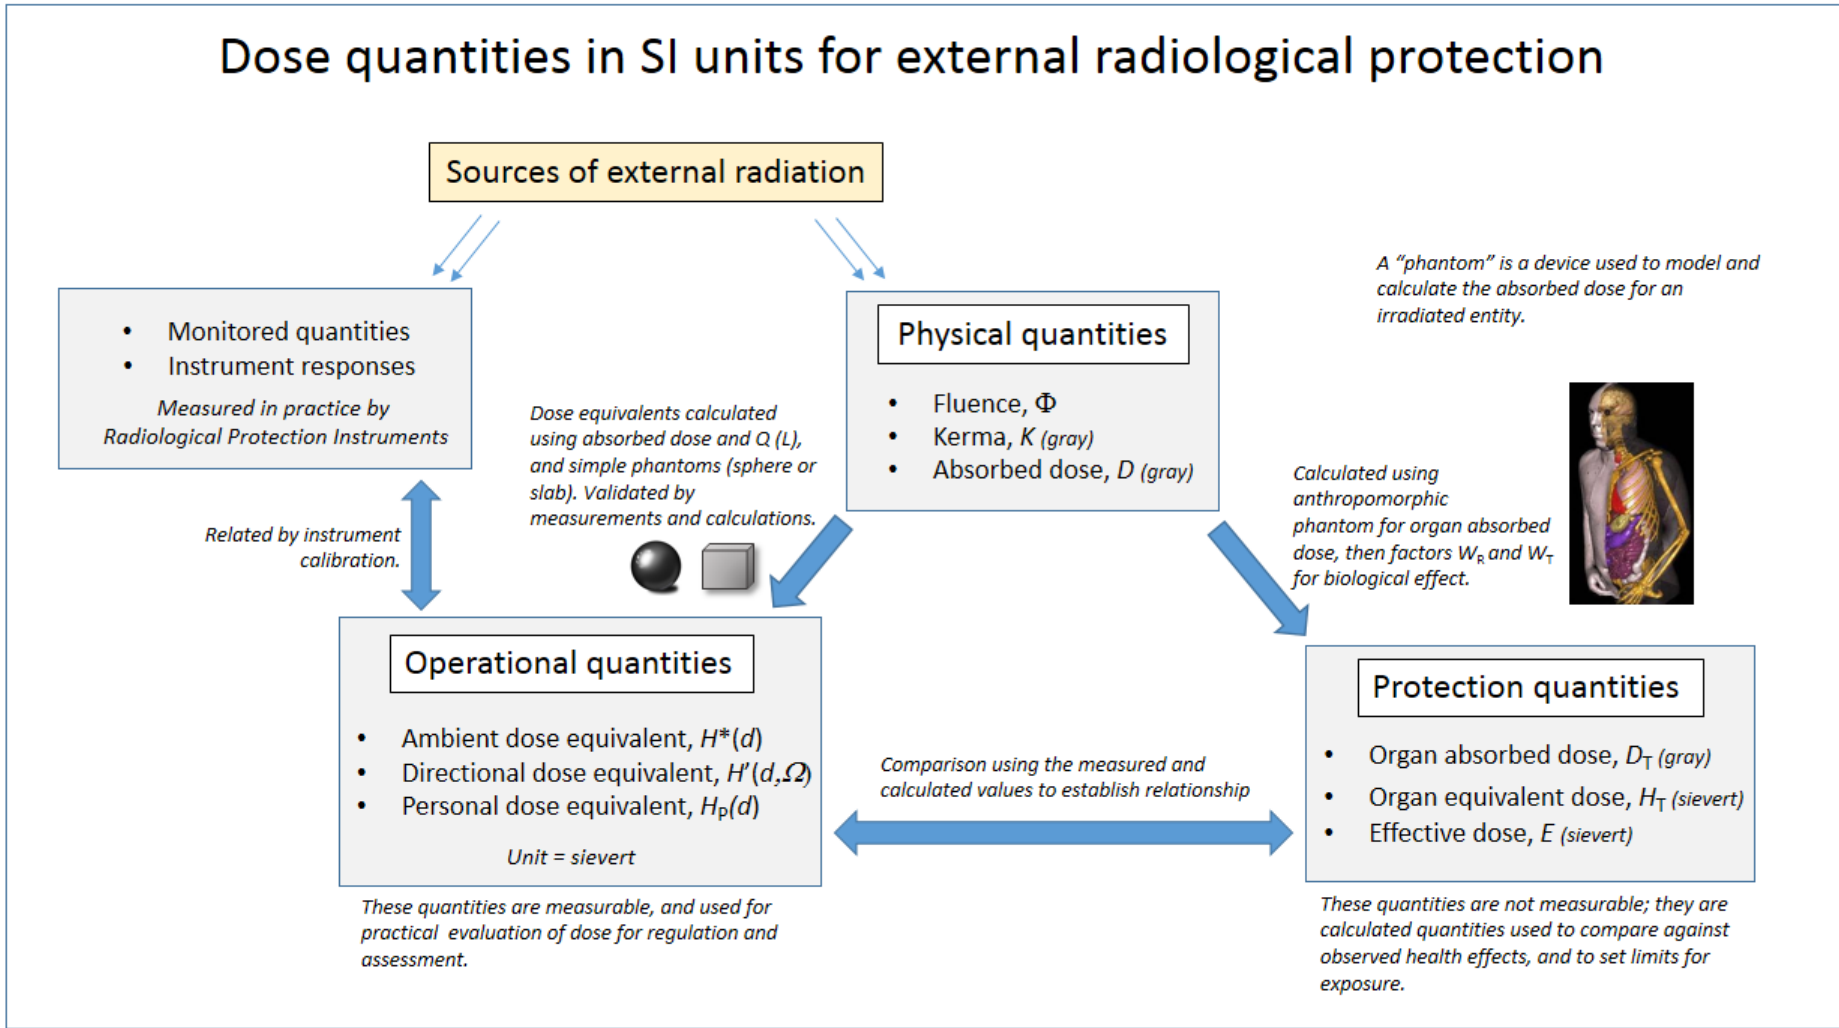 Dose quantities in SI units for external radiological protection
Sources of external radiation
• Monitored quantities
• Instrument responses
Measured in practice by
Radiological Protection Instruments
Physical quantities
• Fluence, Φ
• Kerma, K (gray)
• Absorbed dose, D (gray)
A “phantom” is a device used to model and
calculate the absorbed dose for an
irradiated entity.
Dose equivalents calculated
using absorbed dose and Q (L),
and simple phantoms (sphere or
slab). Validated by
measurements and calculations.
Calculated using
anthropomorphic
phantom for organ absorbed
dose, then factors W_R and W_T
for biological effect.
Related by instrument
calibration.
Operational quantities
• Ambient dose equivalent, H*(d)
• Directional dose equivalent, H'(d,Ω)
• Personal dose equivalent, H_p(d)
Unit = sievert
These quantities are measurable, and used for
practical evaluation of dose for regulation and
assessment.
Comparison using the measured and
calculated values to establish relationship
Protection quantities
• Organ absorbed dose, D_T (gray)
• Organ equivalent dose, H_T (sievert)
• Effective dose, E (sievert)
These quantities are not measurable; they are
calculated quantities used to compare against
observed health effects, and to set limits for
exposure.